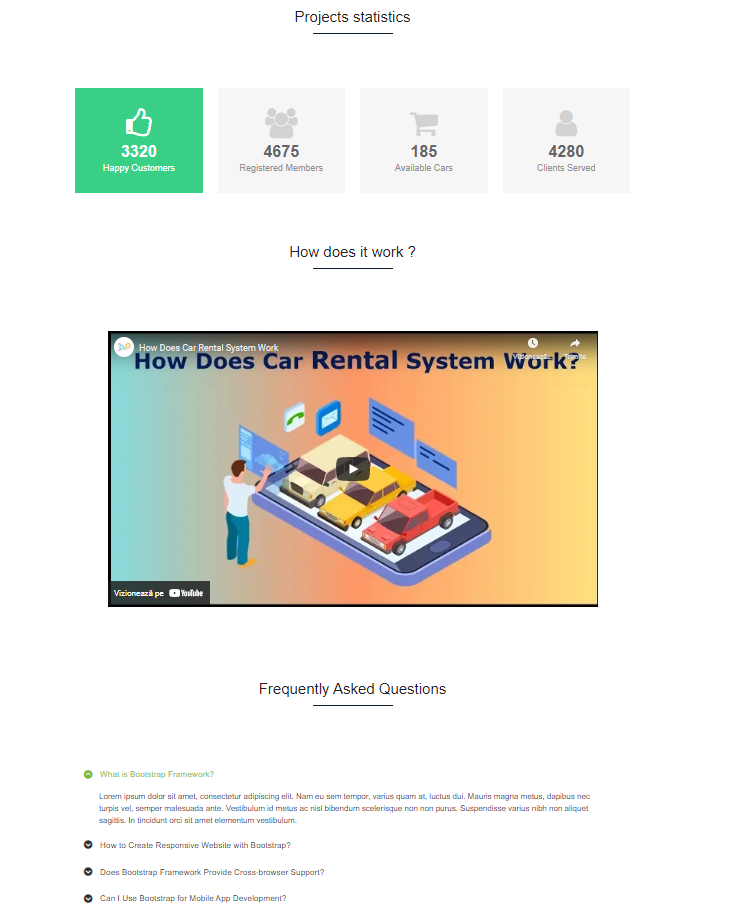 Projects statistics
3320
Happy Customers
4675
Registered Members
185
Available Cars
4280
Clients Served
How does it work ?
How Does Car Rental System Work
Vizionează...
Trimite
How Does Car Rental System Work?
Vizionează pe YouTube
Frequently Asked Questions
What is Bootstrap Framework?
Lorem ipsum dolor sit amet, consectetur adipiscing elit. Nam eu sem tempor, varius quam at, luctus dui. Mauris magna metus, dapibus nec
turpis vel, semper malesuada ante. Vestibulum id metus ac nisl bibendum scelerisque non non purus. Suspendisse varius nibh non aliquet
sagittis. In tincidunt orci sit amet elementum vestibulum.
How to Create Responsive Website with Bootstrap?
Does Bootstrap Framework Provide Cross-browser Support?
Can I Use Bootstrap for Mobile App Development?